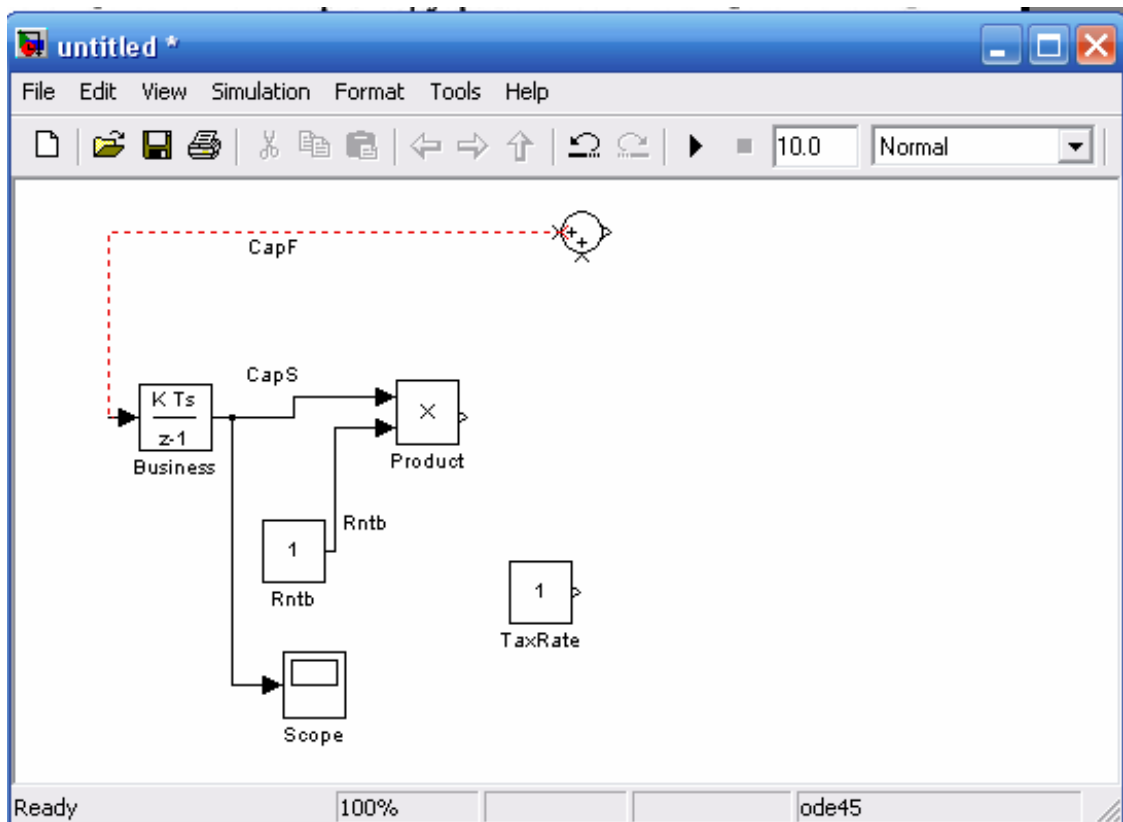 untitled *
File Edit View Simulation Format Tools Help
10.0 Normal
+
+
CapF
CapS
K Ts
z-1
Business
×
Product
Rntb
1
Rntb
1
TaxRate
Scope
Ready 100% ode45